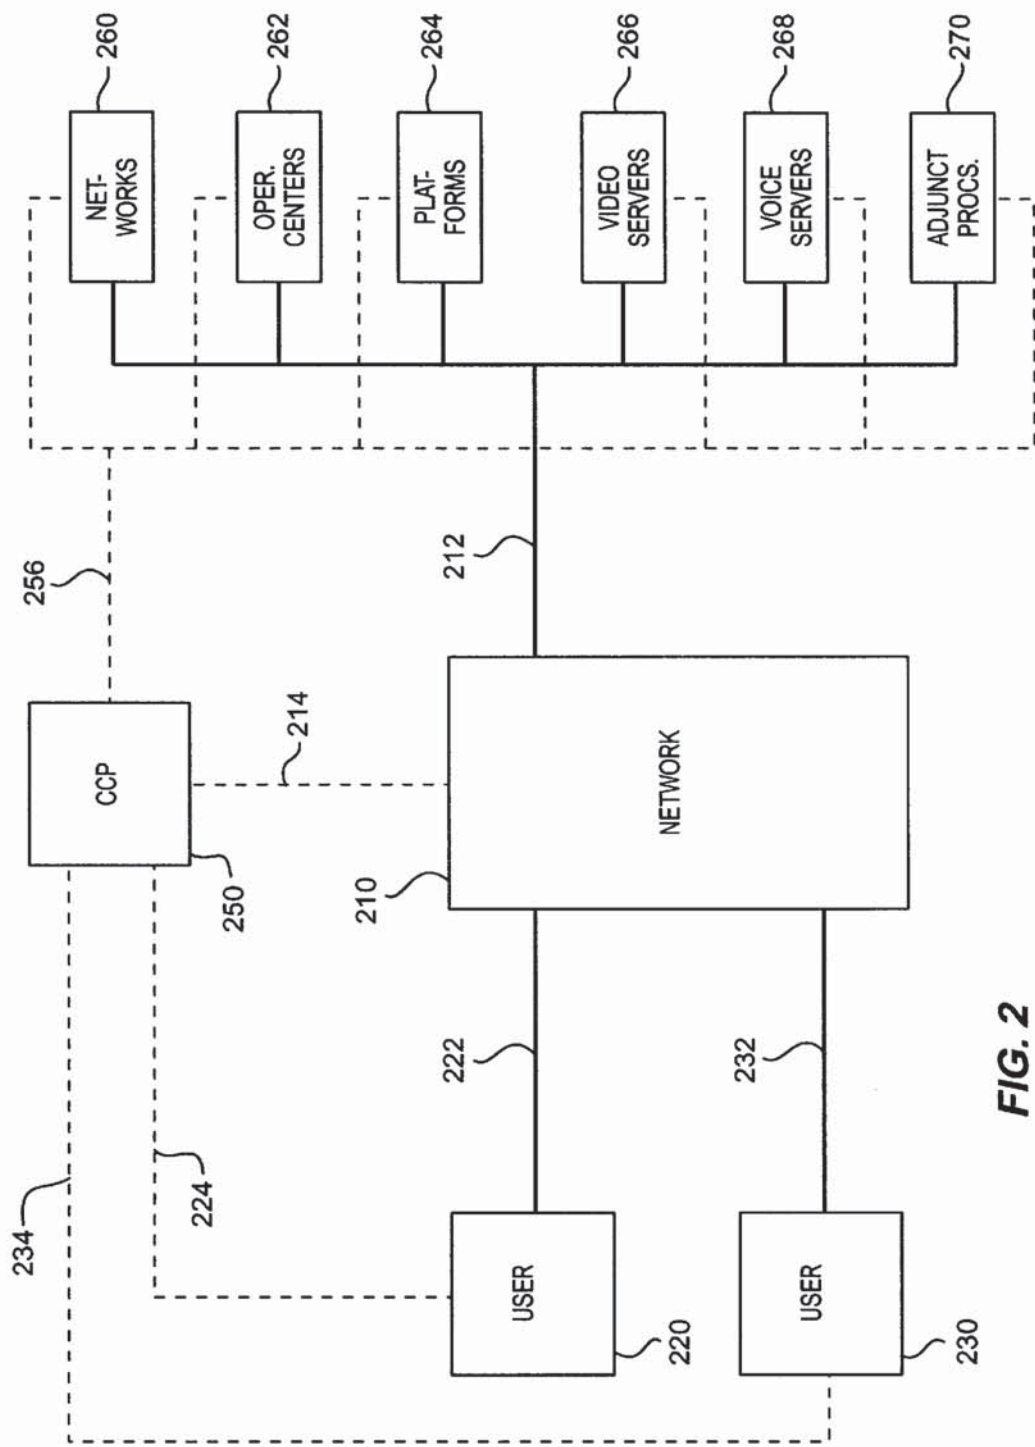 234
224
CCP
250
256
214
212
210
NETWORK
222
232
USER
220
USER
230
NET-
WORKS
260
OPER.
CENTERS
262
PLAT-
FORMS
264
VIDEO
SERVERS
266
VOICE
SERVERS
268
ADJUNCT
PROCS.
270
FIG. 2